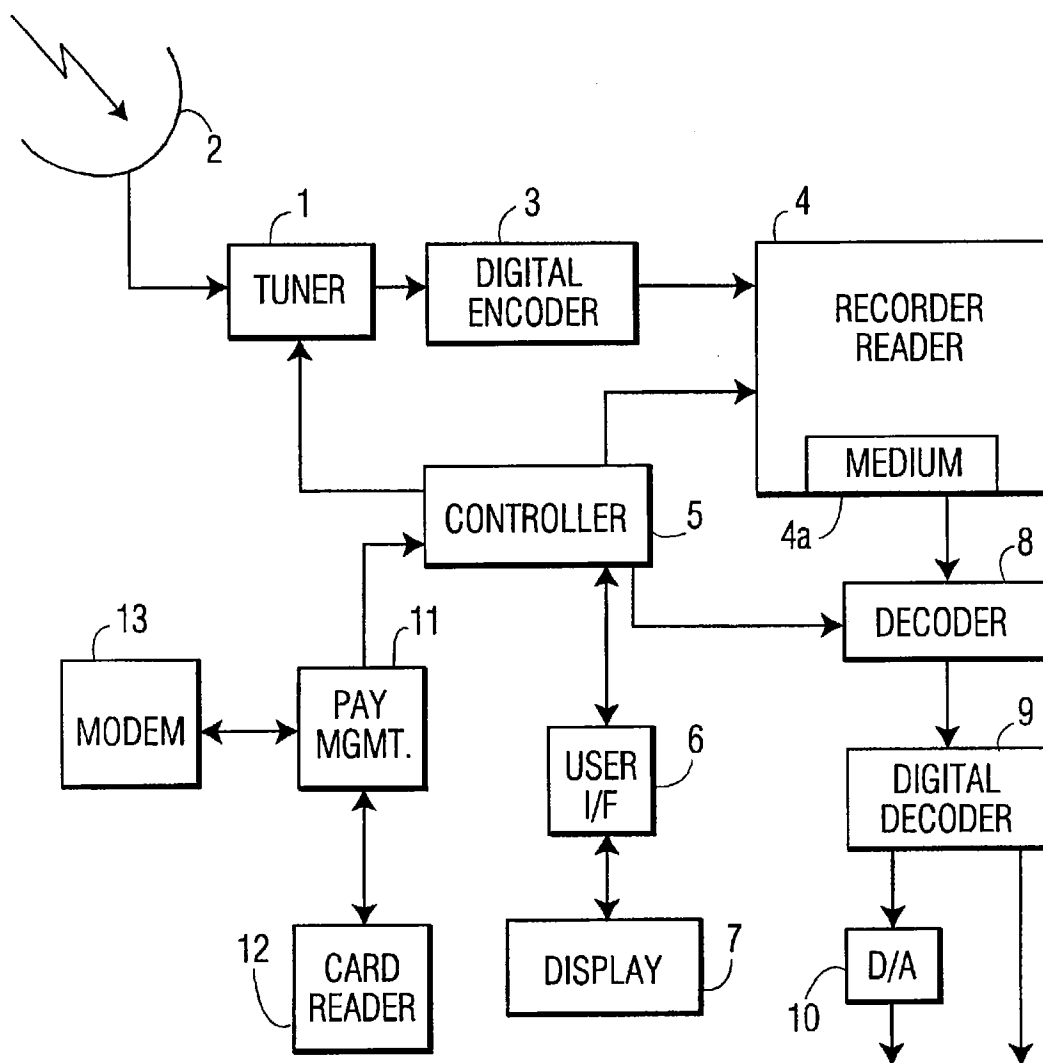 2
1
TUNER
3
DIGITAL
ENCODER
4
RECORDER
READER
MEDIUM
4a
CONTROLLER
5
8
DECODER
13
MODEM
11
PAY
MGMT.
6
USER
I/F
9
DIGITAL
DECODER
12
CARD
READER
DISPLAY
7
D/A
10